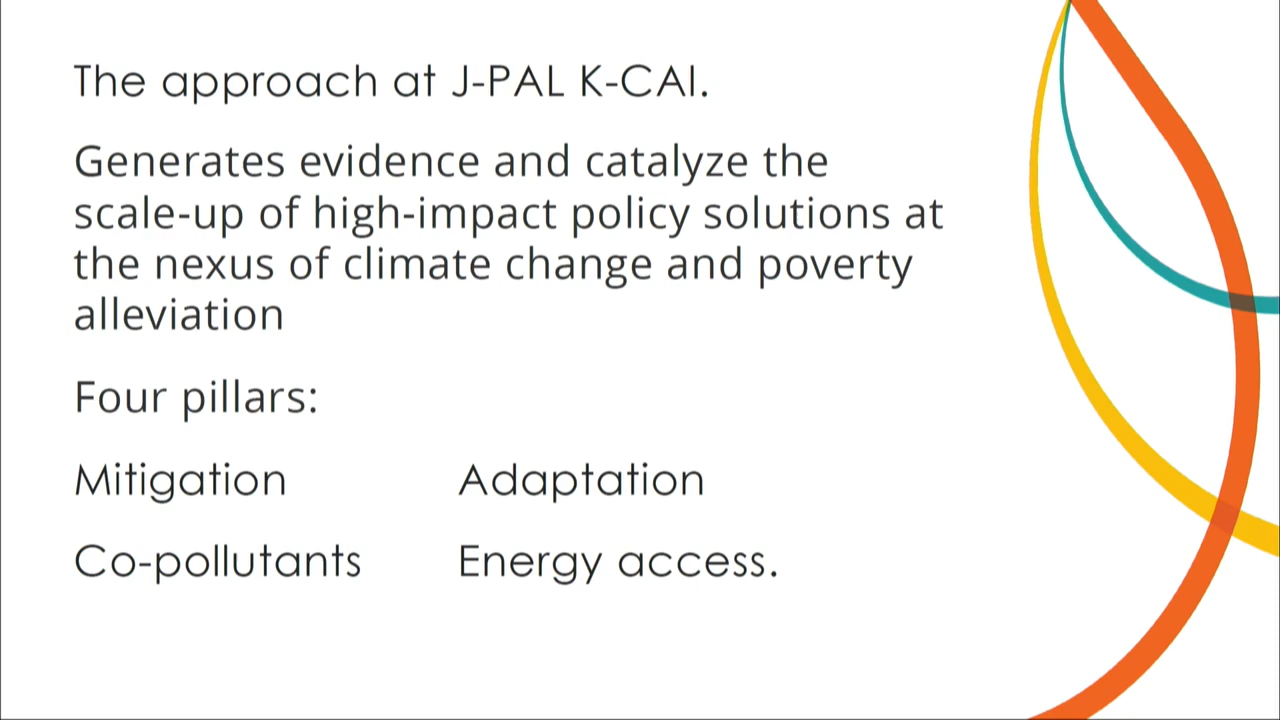 The approach at J-PAL K-CAI.
Generates evidence and catalyze the
scale-up of high-impact policy solutions at
the nexus of climate change and poverty
alleviation
Four pillars:
Mitigation Adaptation
Co-pollutants Energy access.